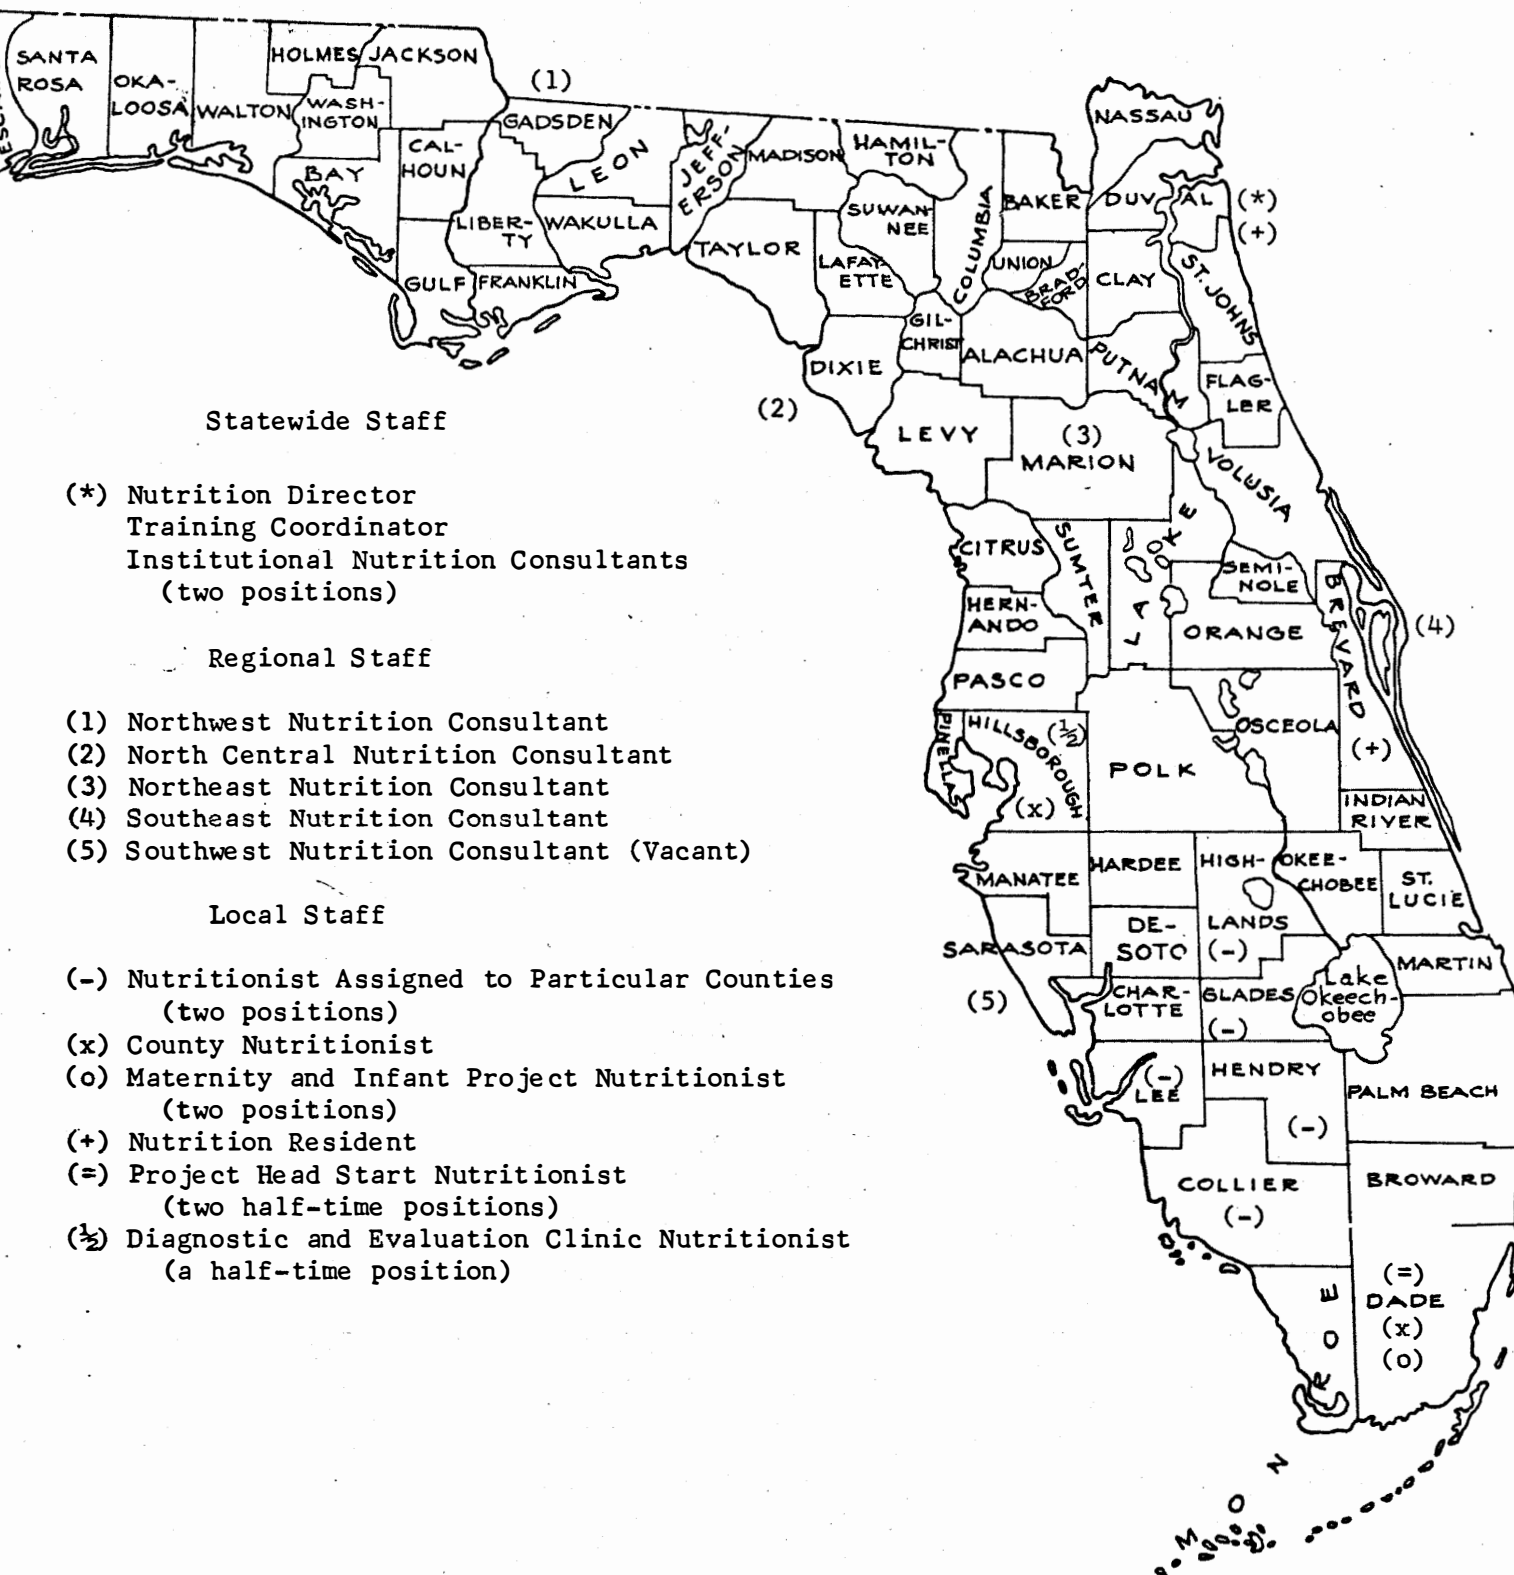 SANTA
ROSA
OKA-
LOOSA
WALTON
HOLMES
JACKSON
WASH-
INGTON
BAY
CAL-
HOUN
(1)
GADSDEN
LEON
LIBER-
TY
WAKULLA
GULF
FRANKLIN
JEFF-
ERSON
MADISON
TAYLOR
HAMIL-
TON
SUWAN-
NEE
LAFAY-
ETTE
COLUMBIA
BAKER
NASSAU
DUVAL
(*)
(+)
UNION
BRAD-
FORD
CLAY
ST. JOHNS
GIL-
CHRIST
DIXIE
ALACHUA
PUTNAM
FLAG-
LER
(2)
LEVY
(3)
MARION
VOLUSIA
CITRUS
SUMTER
LAKE
SEMI-
NOLE
HERN-
ANDO
ORANGE
BREVARD
(4)
PASCO
PINELLAS
HILLSBOROUGH
(½)
(x)
POLK
OSCEOLA
(+)
INDIAN
RIVER
MANATEE
HARDEE
HIGH-
LANDS
(-)
OKEE-
CHOBEE
ST.
LUCIE
SARASOTA
DE-
SOTO
MARTIN
(5)
CHAR-
LOTTE
GLADES
(-)
Lake
Okeech-
obee
(-)
LEE
HENDRY
(-)
PALM BEACH
COLLIER
(-)
BROWARD
(=)
DADE
(x)
(o)
MONROE
Statewide Staff
(*) Nutrition Director
Training Coordinator
Institutional Nutrition Consultants
(two positions)
Regional Staff
(1) Northwest Nutrition Consultant
(2) North Central Nutrition Consultant
(3) Northeast Nutrition Consultant
(4) Southeast Nutrition Consultant
(5) Southwest Nutrition Consultant (Vacant)
Local Staff
(-) Nutritionist Assigned to Particular Counties
(two positions)
(x) County Nutritionist
(o) Maternity and Infant Project Nutritionist
(two positions)
(+) Nutrition Resident
(=) Project Head Start Nutritionist
(two half-time positions)
(½) Diagnostic and Evaluation Clinic Nutritionist
(a half-time position)